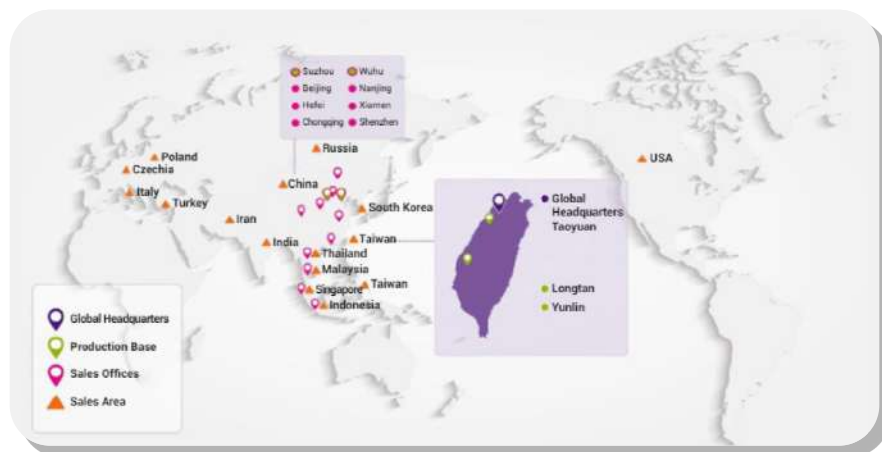 Suzhou Wuhu
Beijing Nanjing
Hefei Xiamen
Chongqing Shenzhen
Russia
Poland
Czechia
USA
China
Italy
Turkey
South Korea
Iran
India
Taiwan
Thailand
Malaysia
Taiwan
Singapore
Indonesia
Global
Headquarters
Taoyuan
Longtan
Yunlin
Global Headquarters
Production Base
Sales Offices
Sales Area